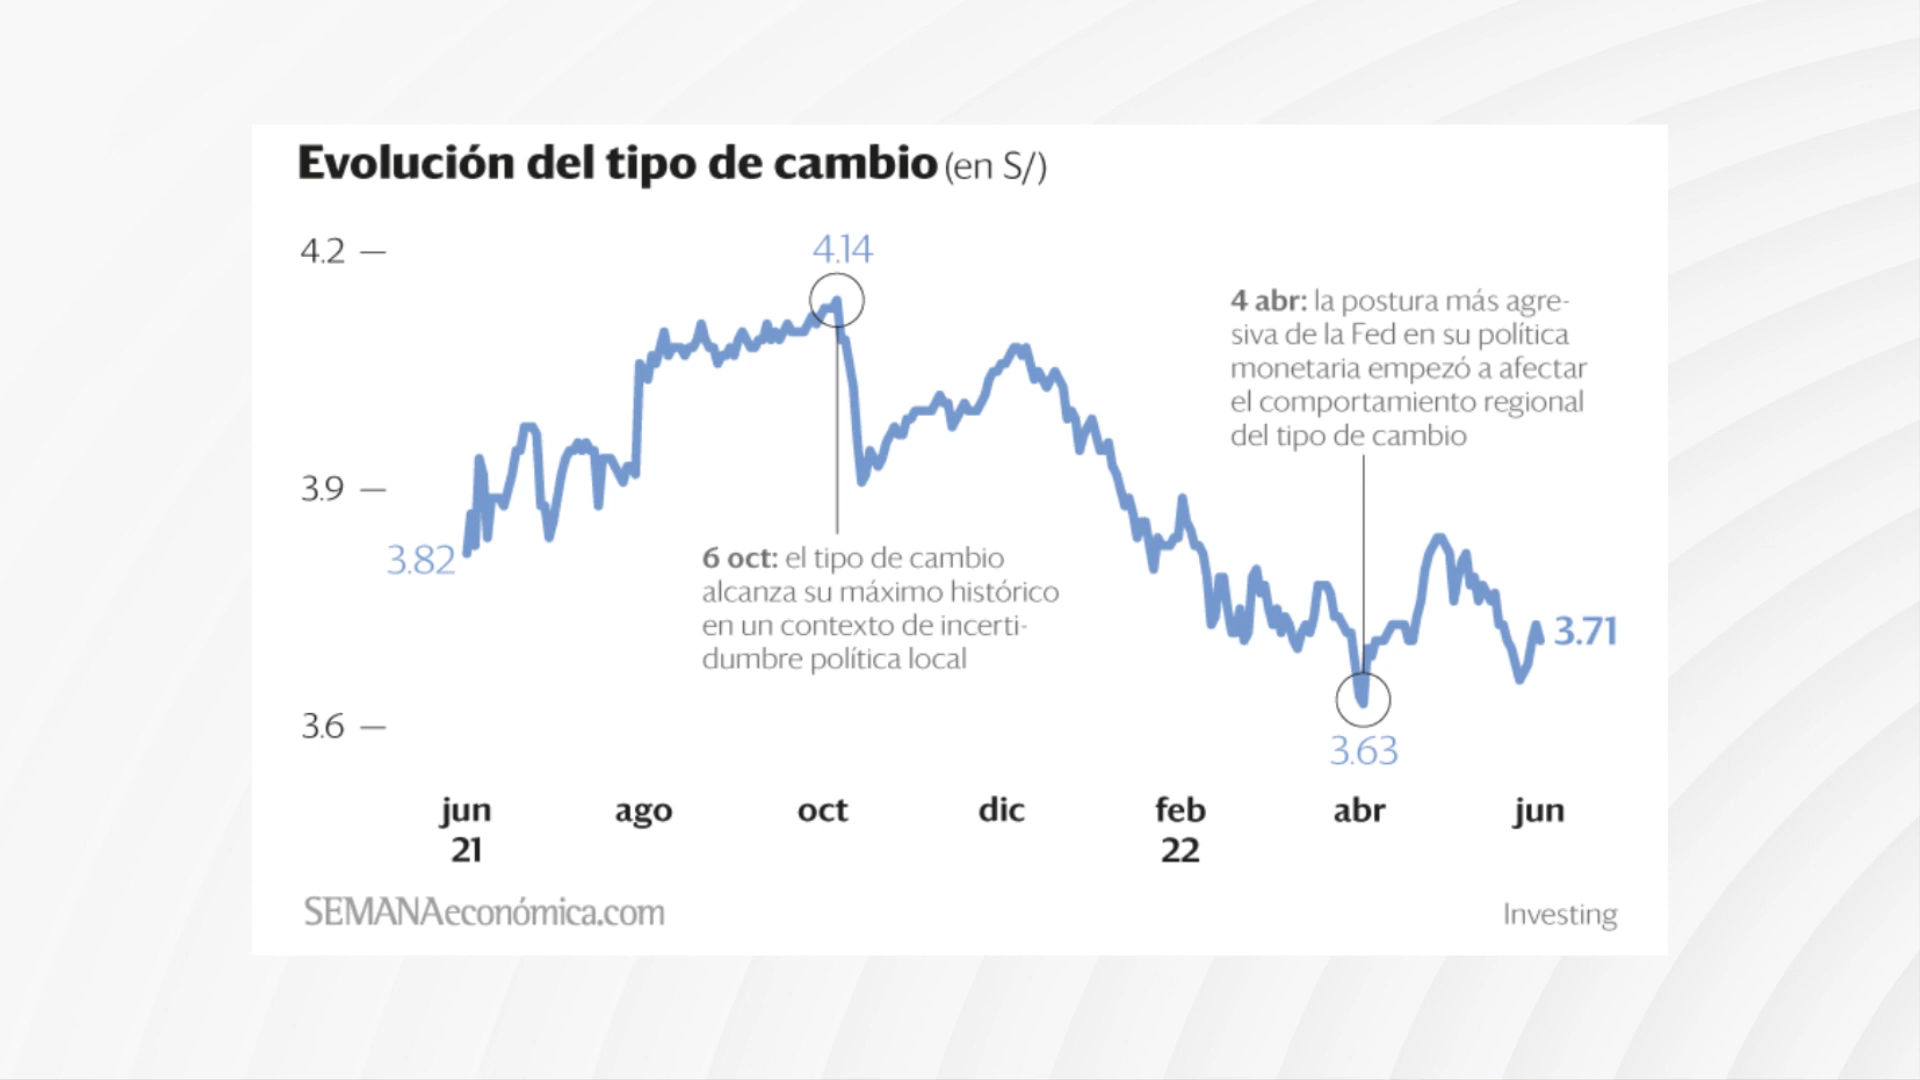 Evolución del tipo de cambio (en S/)
4.2
4.14
4 abr: la postura más agre-
siva de la Fed en su política
monetaria empezó a afectar
el comportamiento regional
del tipo de cambio
3.9
3.82
6 oct: el tipo de cambio
alcanza su máximo histórico
en un contexto de incerti-
dumbre política local
3.71
3.6
3.63
jun ago oct dic feb abr jun
21 22
SEMANAeconómica.com
Investing